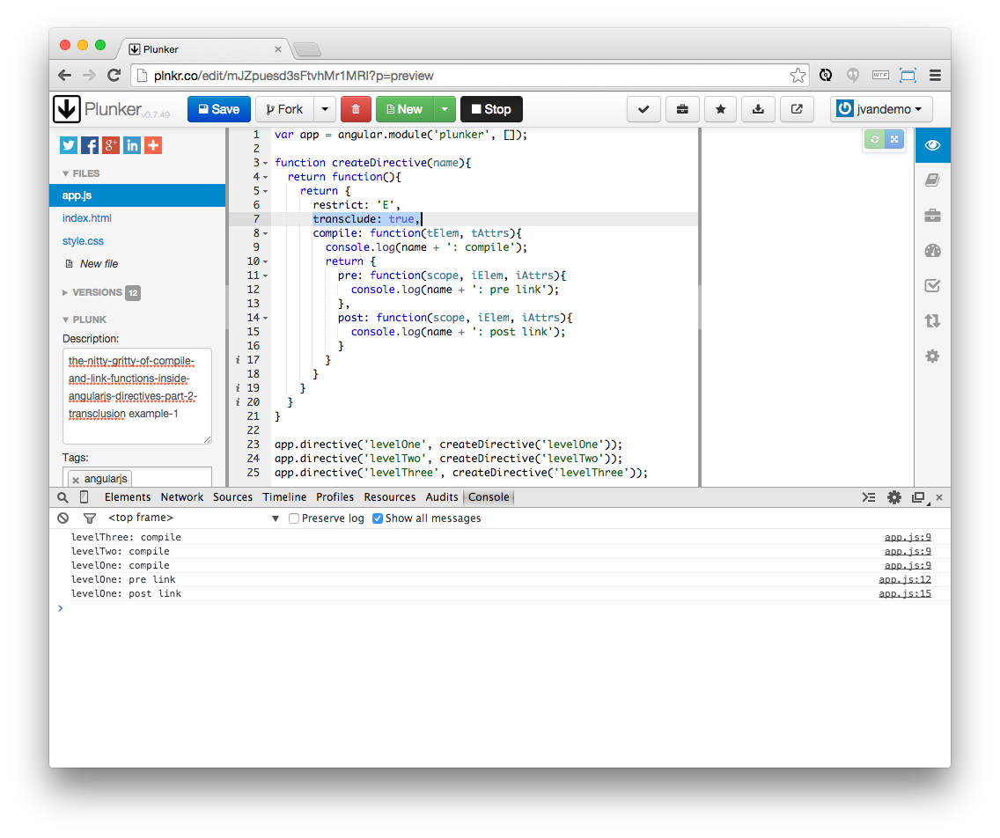 Plunker
plnkr.co/edit/mJZpuesd3sFtvhMr1MRl?p=preview
WTF
Plunker v0.7.49
Save
Fork
New
Stop
jvandemo
FILES
app.js
index.html
style.css
New file
VERSIONS 12
PLUNK
Description:
the-nitty-gritty-of-compile-
and-link-functions-inside-
angularjs-directives-part-2-
transclusion example-1
Tags:
× angularjs
1 var app = angular.module('plunker', []);
2
3 function createDirective(name){
4 return function(){
5 return {
6 restrict: 'E',
7 transclude: true,
8 compile: function(tElem, tAttrs){
9 console.log(name + ': compile');
10 return {
11 pre: function(scope, iElem, iAttrs){
12 console.log(name + ': pre link');
13 },
14 post: function(scope, iElem, iAttrs){
15 console.log(name + ': post link');
16 }
i 17 }
18 }
i 19 }
i 20 }
21 }
22
23 app.directive('levelOne', createDirective('levelOne'));
24 app.directive('levelTwo', createDirective('levelTwo'));
25 app.directive('levelThree', createDirective('levelThree'));
Elements Network Sources Timeline Profiles Resources Audits Console
<top frame> Preserve log Show all messages
levelThree: compile app.js:9
levelTwo: compile app.js:9
levelOne: compile app.js:9
levelOne: pre link app.js:12
levelOne: post link app.js:15
>